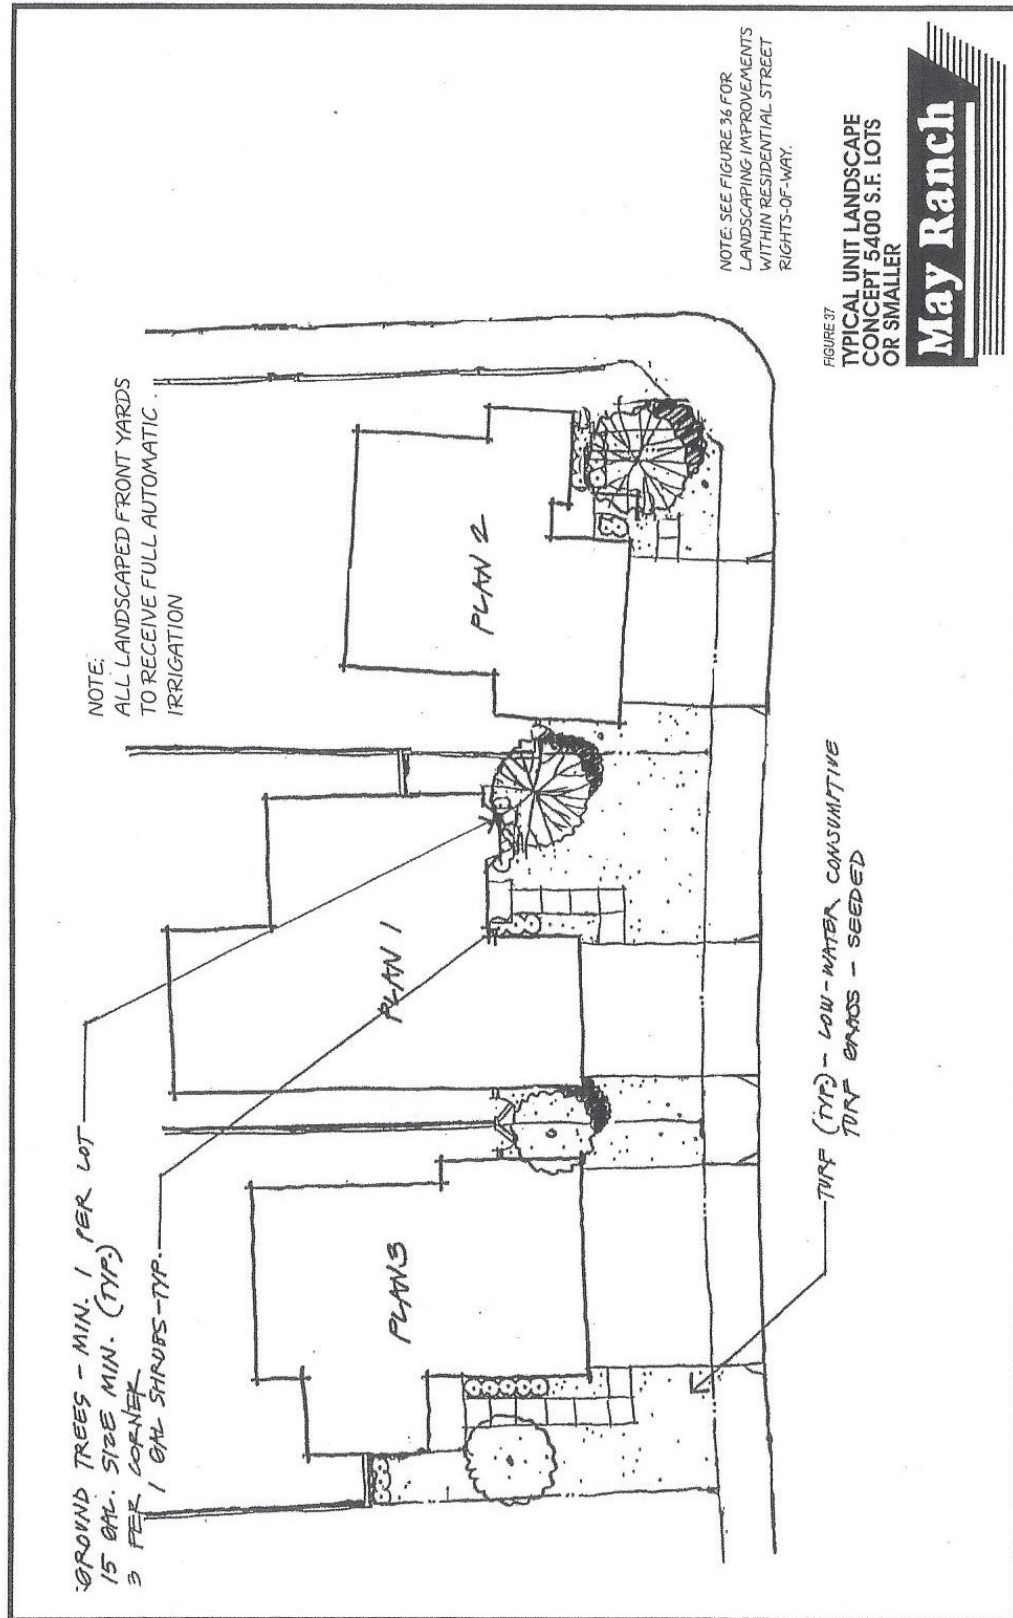 GROUND TREES - MIN. 1 PER LOT
15 GAL. SIZE MIN. (TYP.)
3 PER CORNER
1 GAL SHRUBS-TYP.
NOTE:
ALL LANDSCAPED FRONT YARDS
TO RECEIVE FULL AUTOMATIC
IRRIGATION
PLAN 3
PLAN 1
PLAN 2
TURF (TYP.) - LOW-WATER CONSUMPTIVE
TURF GRASS - SEEDED
NOTE: SEE FIGURE 36 FOR
LANDSCAPING IMPROVEMENTS
WITHIN RESIDENTIAL STREET
RIGHTS-OF-WAY.
FIGURE 37
TYPICAL UNIT LANDSCAPE
CONCEPT 5400 S.F. LOTS
OR SMALLER
May Ranch